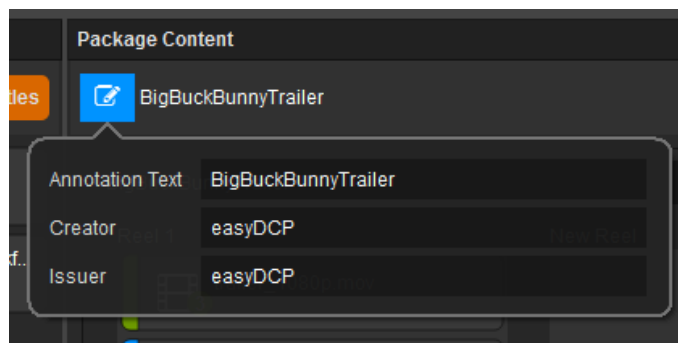 Package Content
tles
BigBuckBunnyTrailer
Annotation Text BigBuckBunnyTrailer
Creator easyDCP
Reel 1
New Reel
Issuer easyDCP